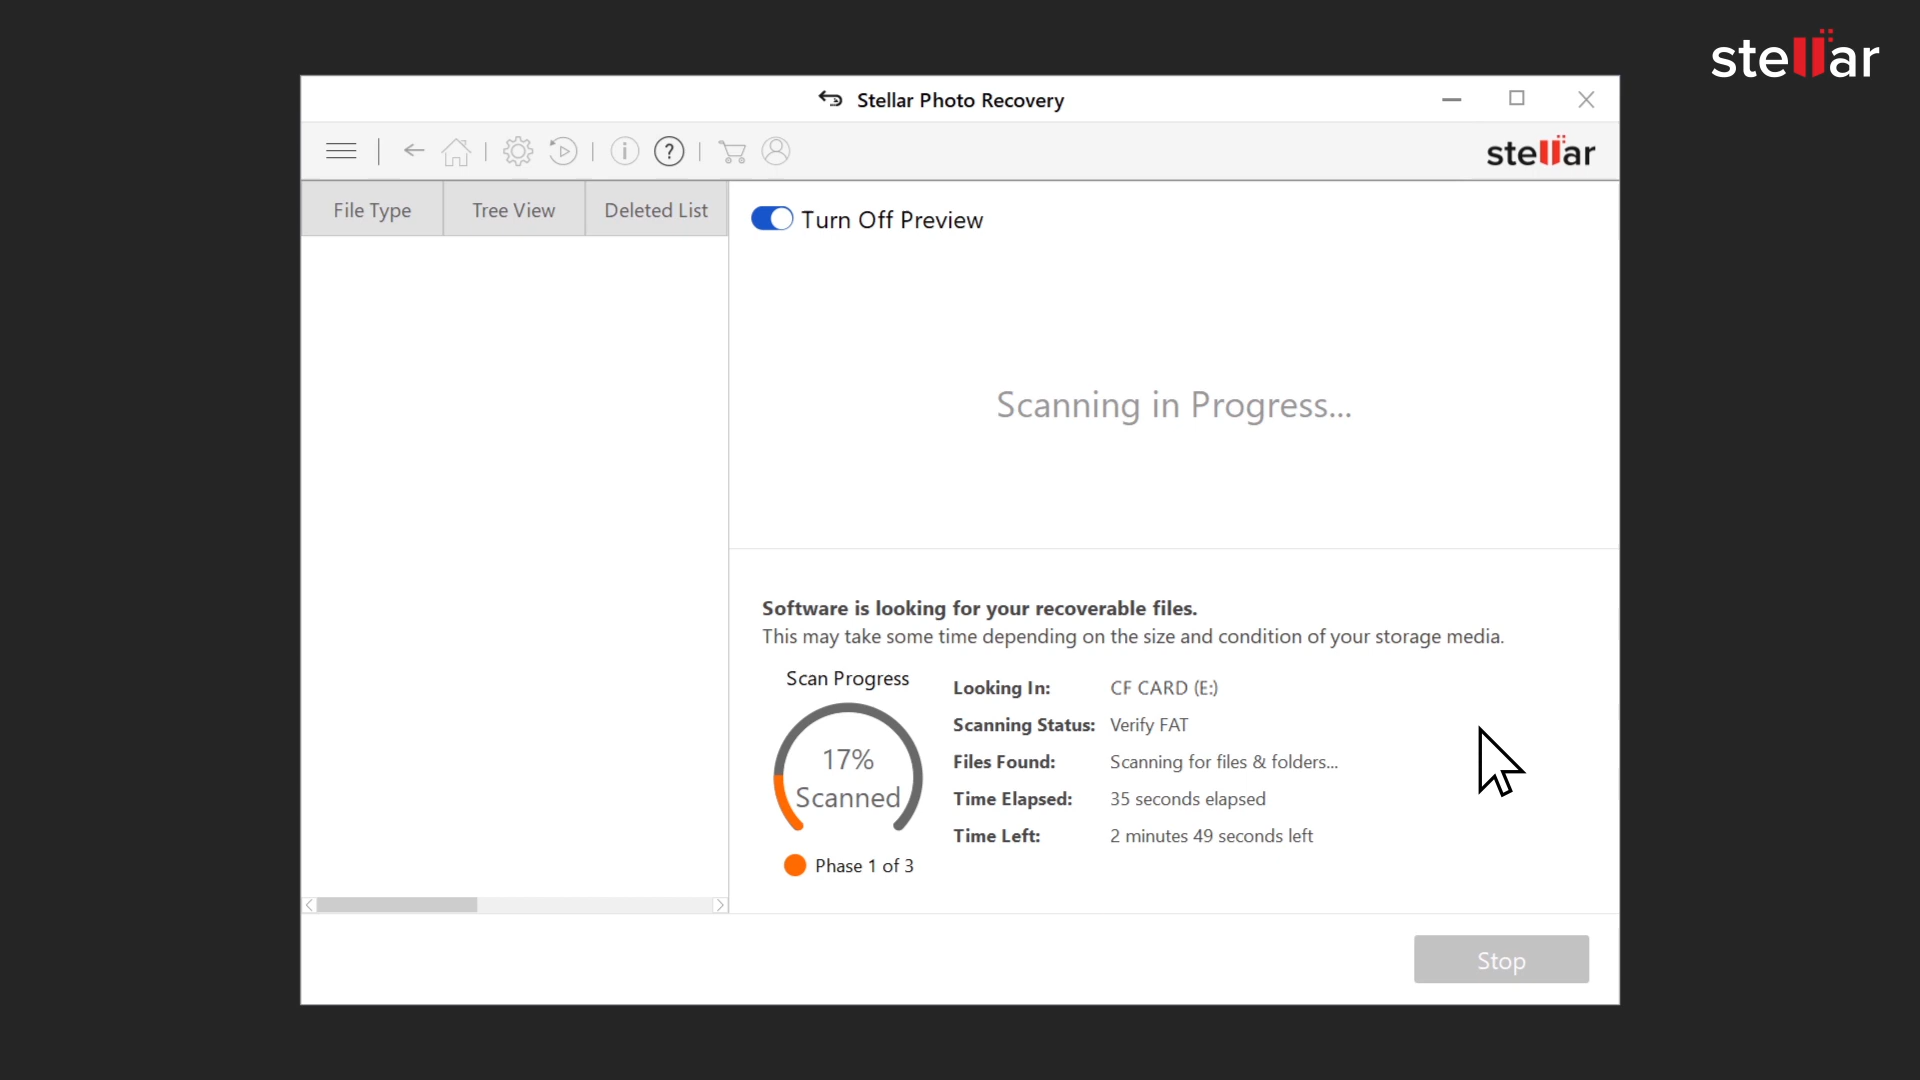 stellar
Stellar Photo Recovery
stellar
File Type
Tree View
Deleted List
Turn Off Preview
Scanning in Progress...
Software is looking for your recoverable files.
This may take some time depending on the size and condition of your storage media.
Scan Progress
17%
Scanned
Phase 1 of 3
Looking In: CF CARD (E:)
Scanning Status: Verify FAT
Files Found: Scanning for files & folders...
Time Elapsed: 35 seconds elapsed
Time Left: 2 minutes 49 seconds left
Stop